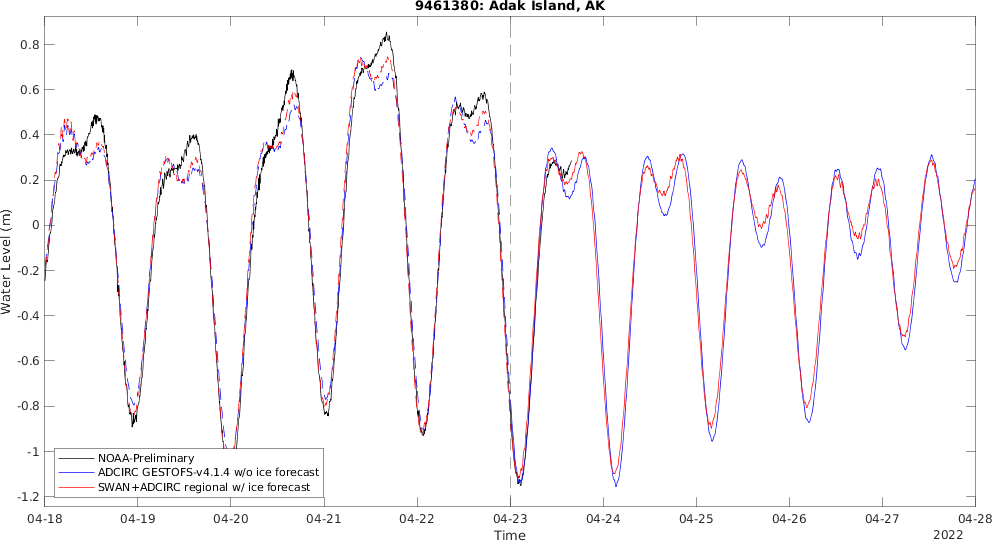 9461380: Adak Island, AK
Water Level (m)
0.8
0.6
0.4
0.2
0
-0.2
-0.4
-0.6
-0.8
-1
-1.2
NOAA-Preliminary
ADCIRC GESTOFS-v4.1.4 w/o ice forecast
SWAN+ADCIRC regional w/ ice forecast
04-18 04-19 04-20 04-21 04-22 04-23 04-24 04-25 04-26 04-27 04-28
Time
2022